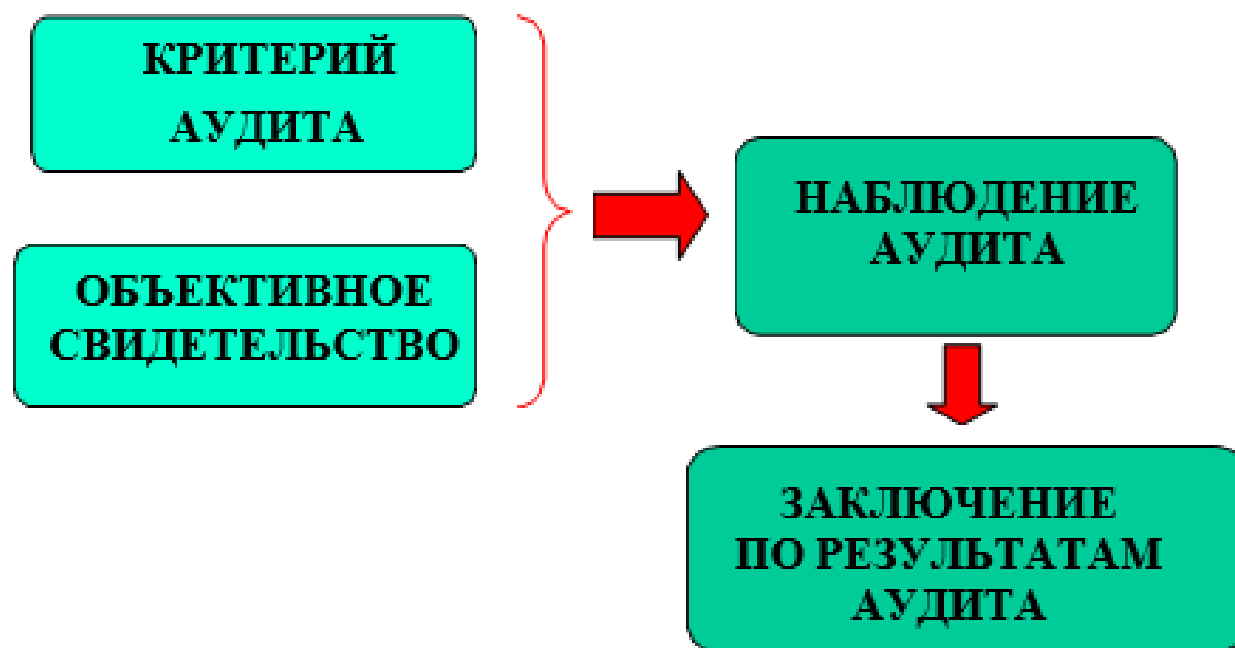 КРИТЕРИЙ
АУДИТА
ОБЪЕКТИВНОЕ
СВИДЕТЕЛЬСТВО
НАБЛЮДЕНИЕ
АУДИТА
ЗАКЛЮЧЕНИЕ
ПО РЕЗУЛЬТАТАМ
АУДИТА